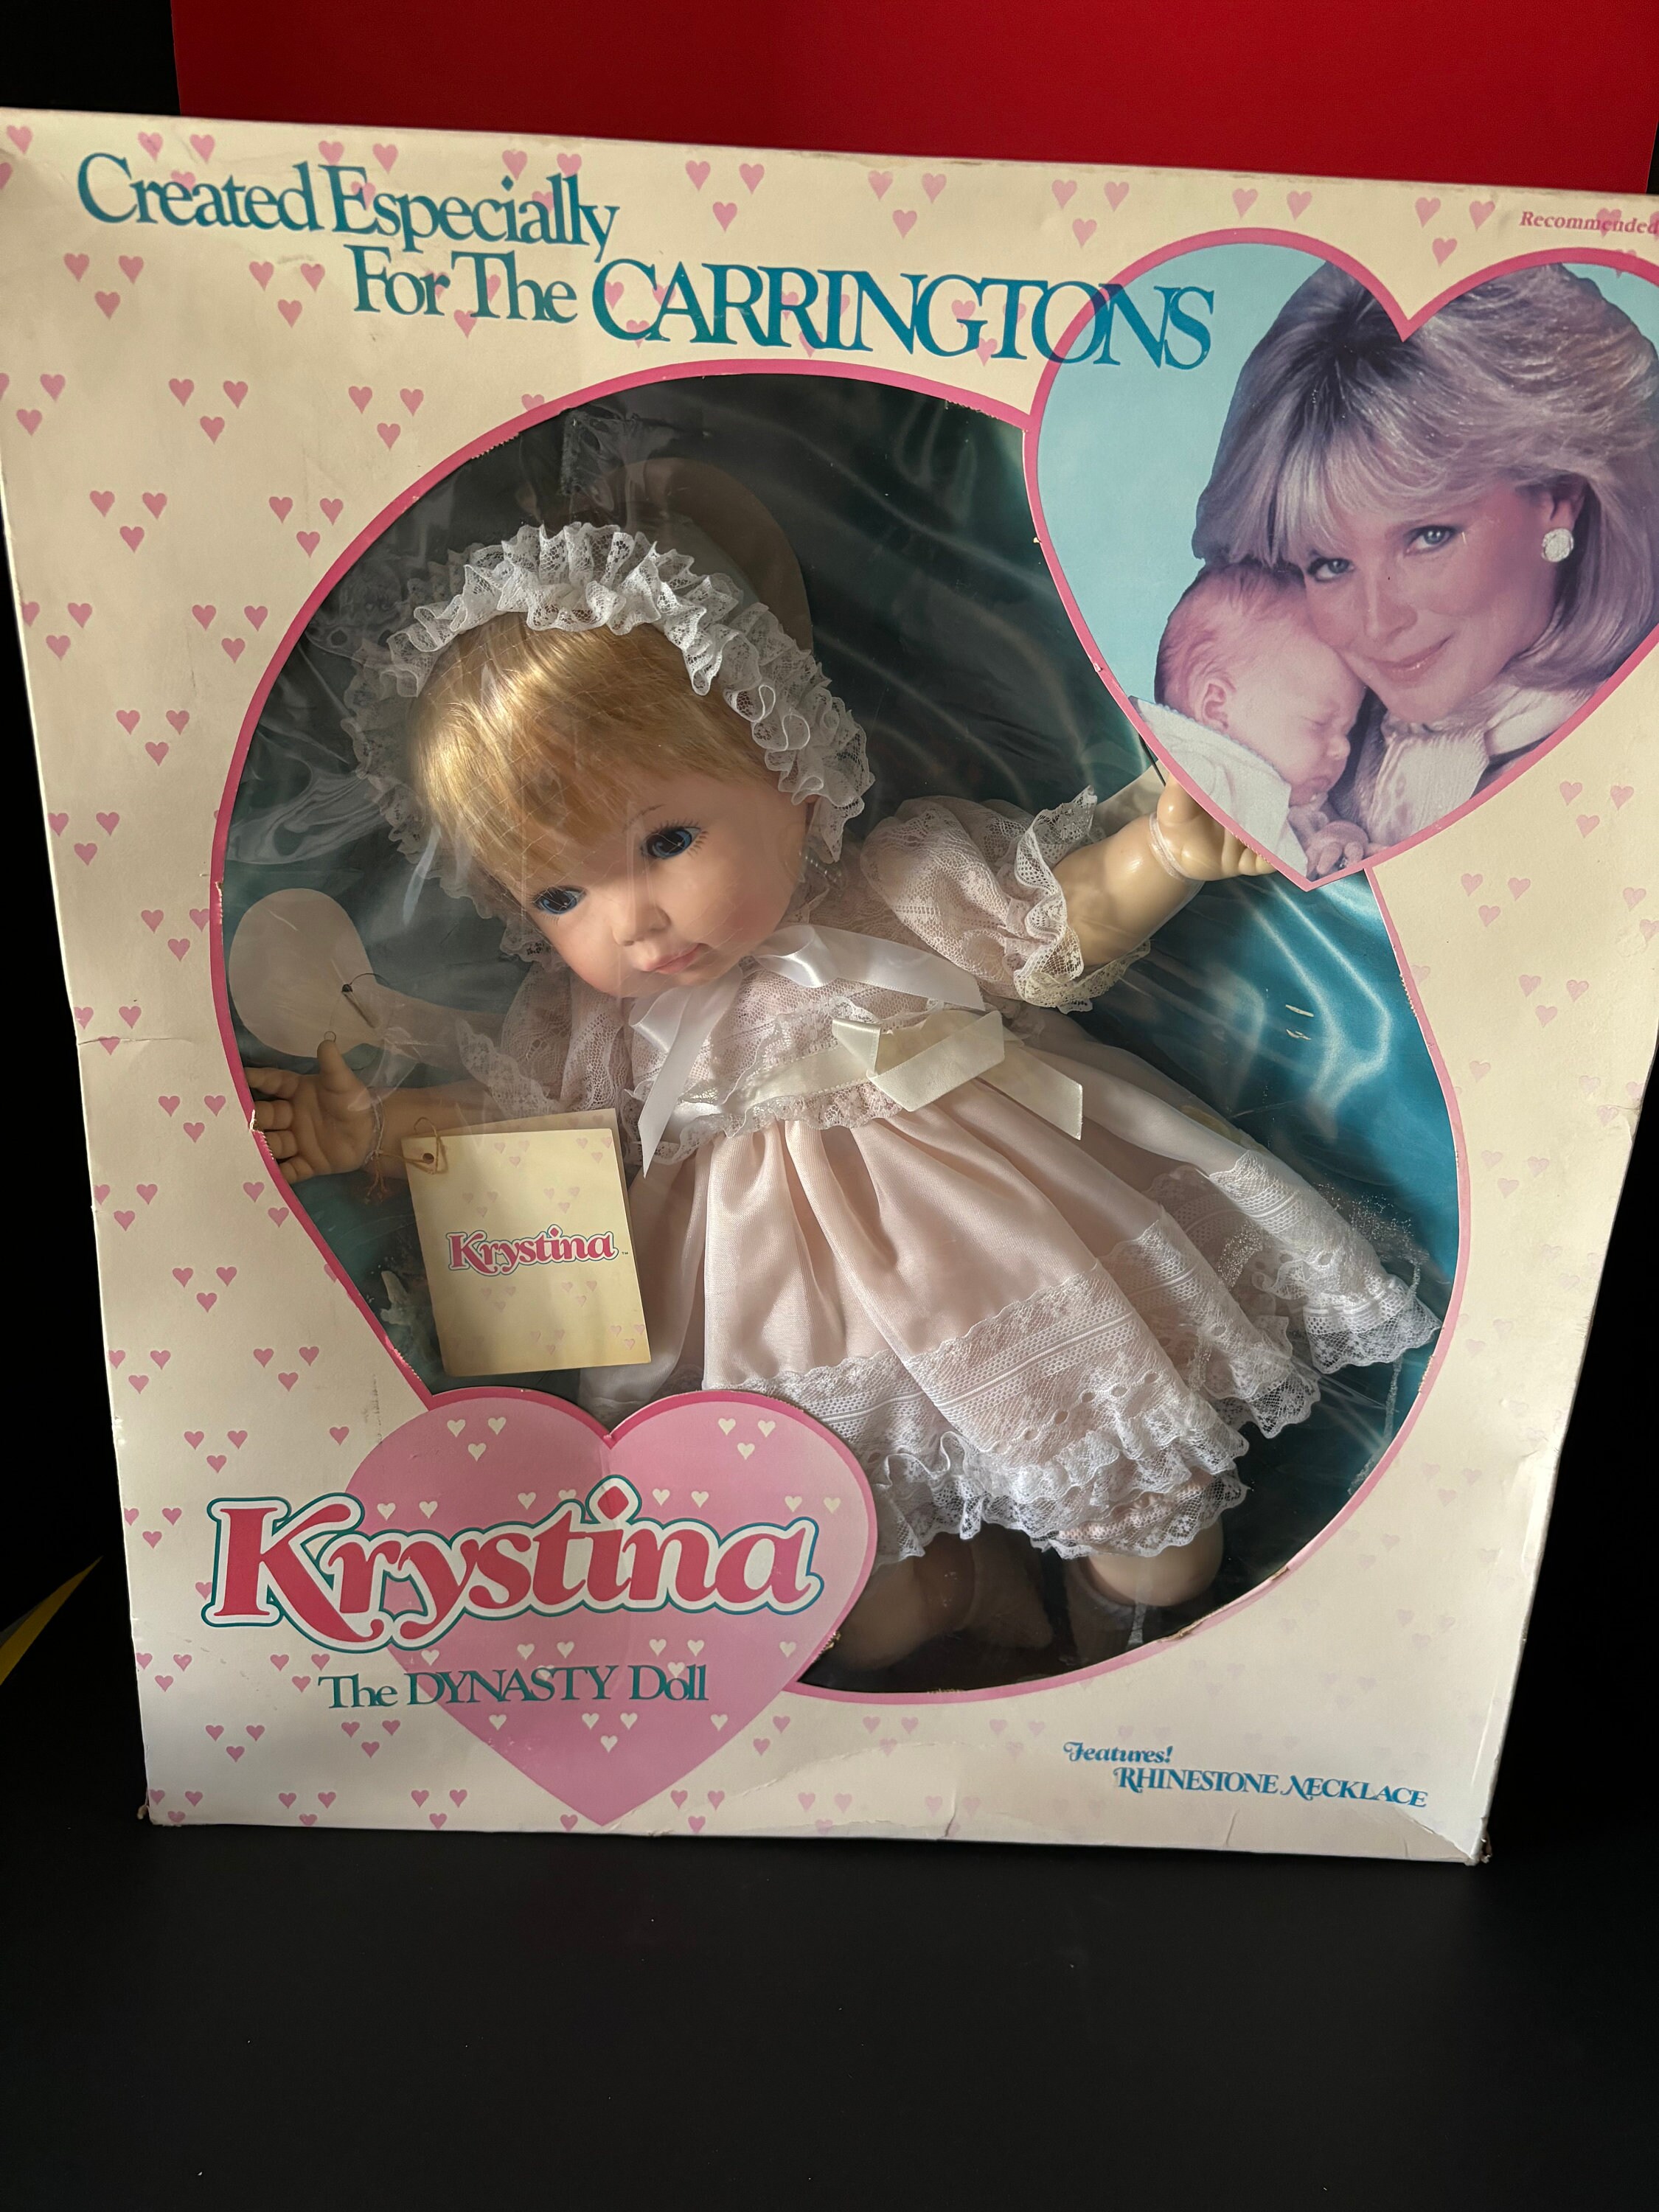 Created Especially
For The CARRINGTONS
Recommended
Krystina
Krystina
The DYNASTY Doll
Features!
RHINESTONE NECKLACE